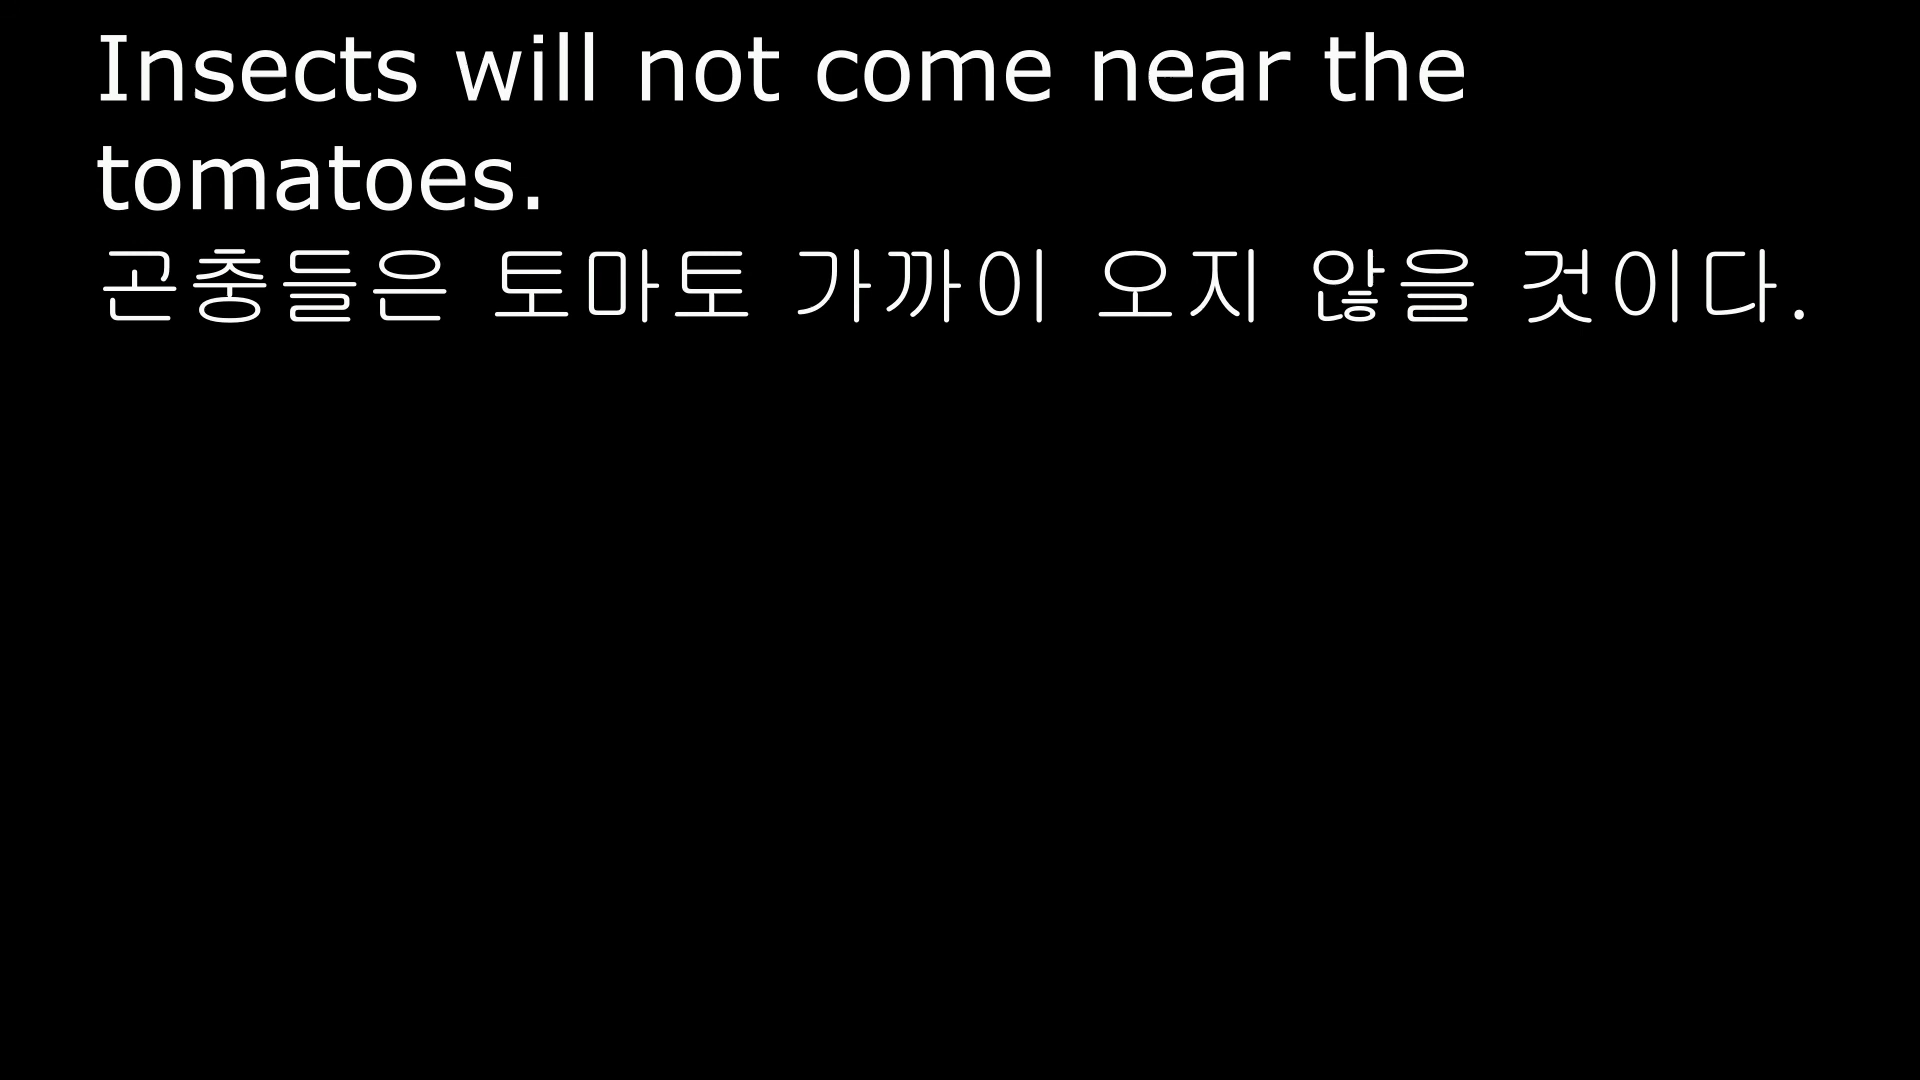 Insects will not come near the
tomatoes.
곤충들은 토마토 가까이 오지 않을 것이다.